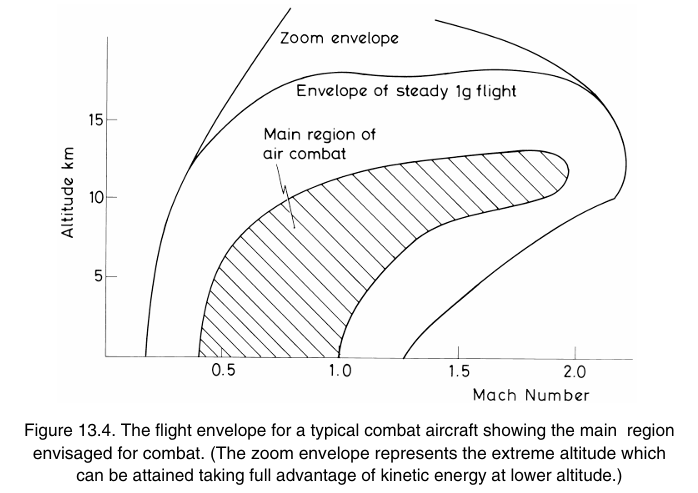 Zoom envelope
Envelope of steady 1g flight
Main region of
air combat
15
10
5
Altitude km
0.5
1.0
1.5
2.0
Mach Number
Figure 13.4. The flight envelope for a typical combat aircraft showing the main region
envisaged for combat. (The zoom envelope represents the extreme altitude which
can be attained taking full advantage of kinetic energy at lower altitude.)